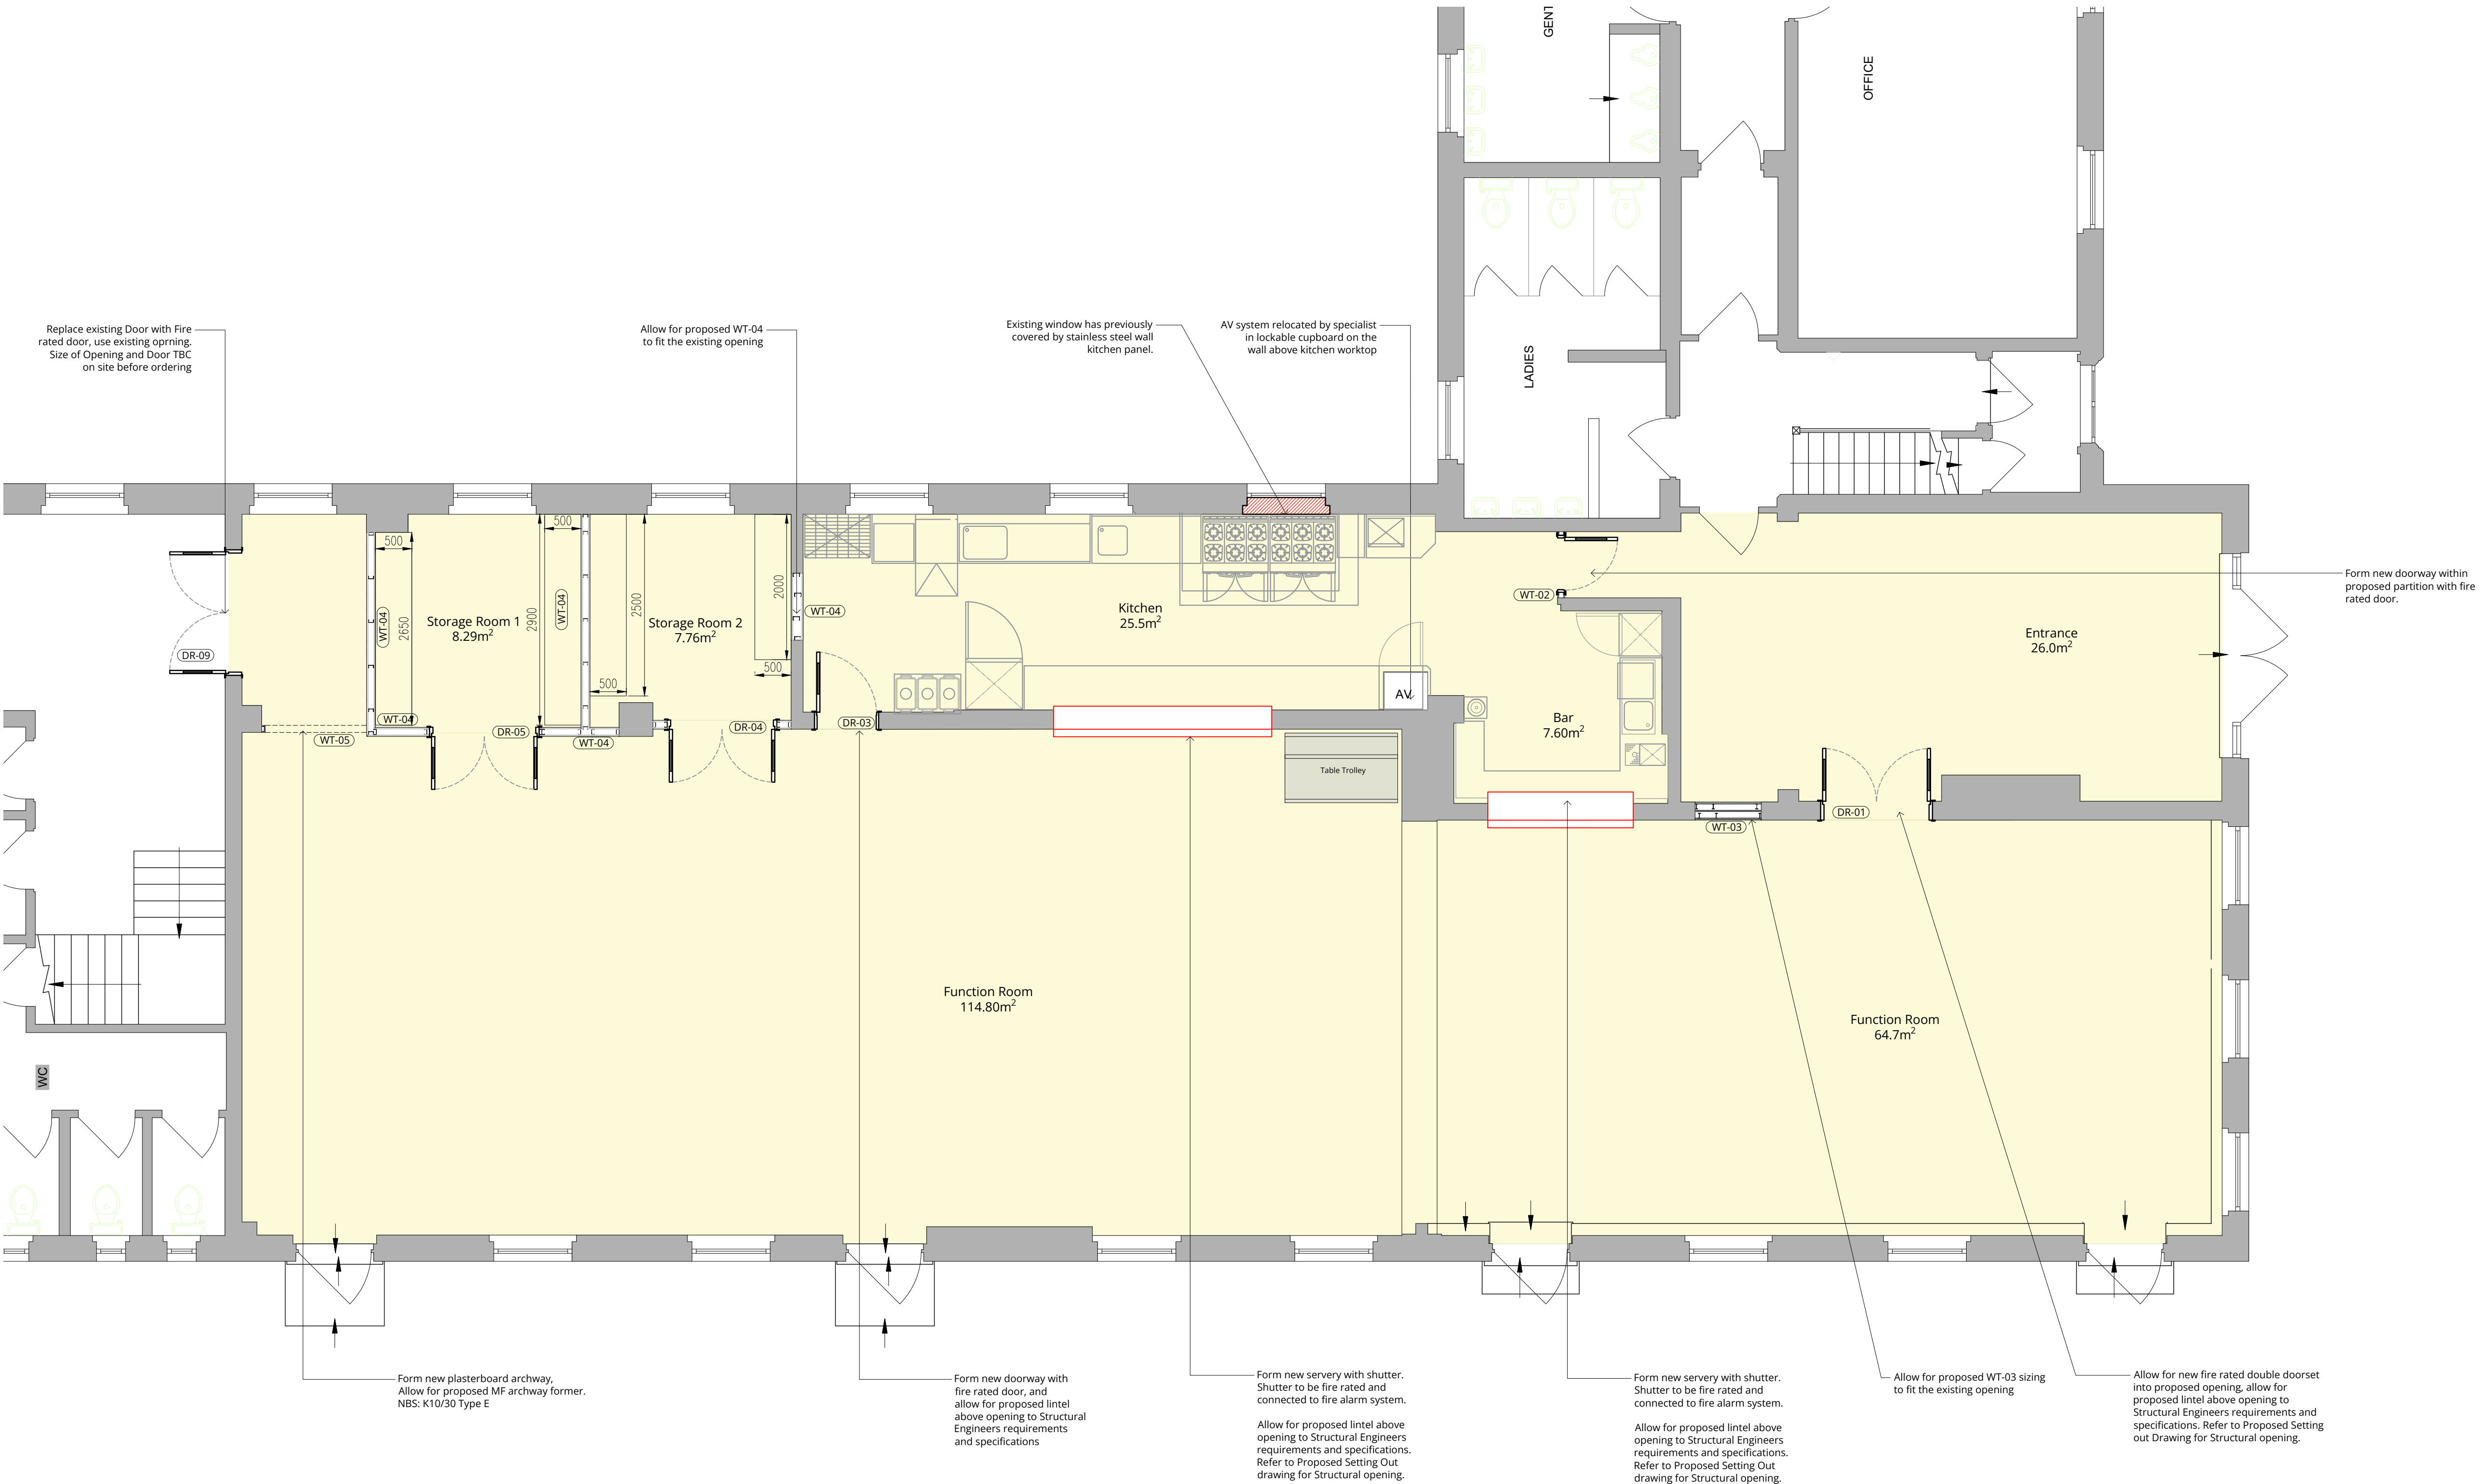 GENT
OFFICE
LADIES
Replace existing Door with Fire
rated door, use existing oprning.
Size of Opening and Door TBC
on site before ordering
Allow for proposed WT-04
to fit the existing opening
Existing window has previously
covered by stainless steel wall
kitchen panel.
AV system relocated by specialist
in lockable cupboard on the
wall above kitchen worktop
Form new doorway within
proposed partition with fire
rated door.
500
500
500
500
2650
2900
2500
2000
WT-04
WT-04
WT-04
WT-04
WT-04
WT-02
WT-05
WT-03
DR-09
DR-05
DR-04
DR-03
DR-01
Storage Room 1
8.29m²
Storage Room 2
7.76m²
Kitchen
25.5m²
Entrance
26.0m²
AV
Bar
7.60m²
Table Trolley
Function Room
114.80m²
Function Room
64.7m²
WC
Form new plasterboard archway,
Allow for proposed MF archway former.
NBS: K10/30 Type E
Form new doorway with
fire rated door, and
allow for proposed lintel
above opening to Structural
Engineers requirements
and specifications
Form new servery with shutter.
Shutter to be fire rated and
connected to fire alarm system.
Allow for proposed lintel above
opening to Structural Engineers
requirements and specifications.
Refer to Proposed Setting Out
drawing for Structural opening.
Form new servery with shutter.
Shutter to be fire rated and
connected to fire alarm system.
Allow for proposed lintel above
opening to Structural Engineers
requirements and specifications.
Refer to Proposed Setting Out
drawing for Structural opening.
Allow for proposed WT-03 sizing
to fit the existing opening
Allow for new fire rated double doorset
into proposed opening, allow for
proposed lintel above opening to
Structural Engineers requirements and
specifications. Refer to Proposed Setting
out Drawing for Structural opening.